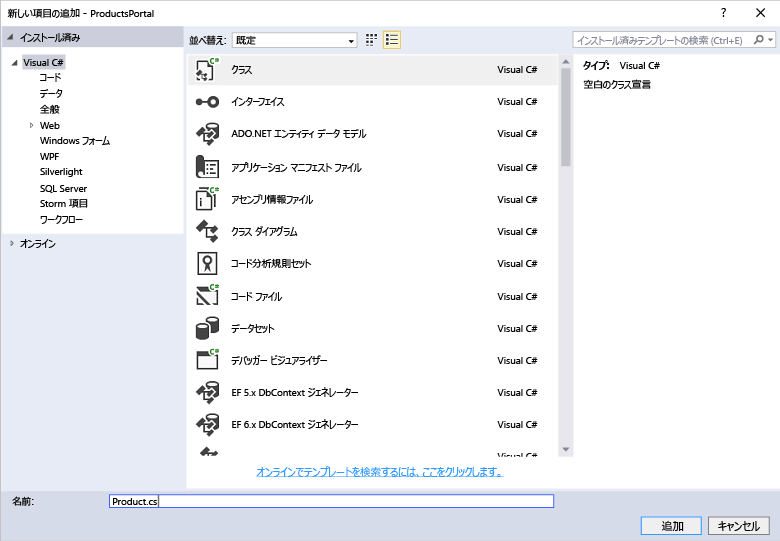 新しい項目の追加 - ProductsPortal
インストール済み
並べ替え: 既定
インストール済みテンプレートの検索 (Ctrl+E)
Visual C#
コード
データ
全般
Web
Windows フォーム
WPF
Silverlight
SQL Server
Storm 項目
ワークフロー
オンライン
クラス Visual C#
インターフェイス Visual C#
ADO.NET エンティティ データ モデル Visual C#
アプリケーション マニフェスト ファイル Visual C#
アセンブリ情報ファイル Visual C#
クラス ダイアグラム Visual C#
コード分析規則セット Visual C#
コード ファイル Visual C#
データセット Visual C#
デバッガー ビジュアライザー Visual C#
EF 5.x DbContext ジェネレーター Visual C#
EF 6.x DbContext ジェネレーター Visual C#
タイプ: Visual C#
空白のクラス宣言
オンラインでテンプレートを検索するには、ここをクリックします。
名前: Product.cs
追加 キャンセル